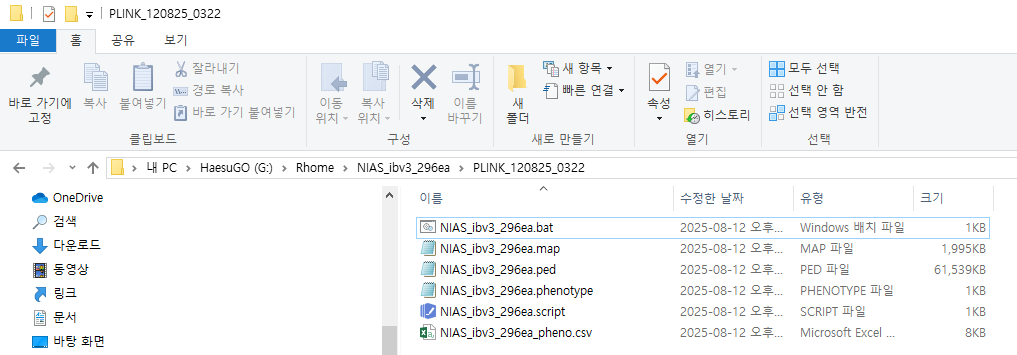 PLINK_120825_0322
파일 홈 공유 보기
바로 가기에 고정
복사
붙여넣기
잘라내기
경로 복사
바로 가기 붙여넣기
클립보드
이동 위치
복사 위치
삭제
이름 바꾸기
구성
새 폴더
새 항목
빠른 연결
새로 만들기
속성
열기
편집
히스토리
열기
모두 선택
선택 안 함
선택 영역 반전
선택
내 PC > HaesuGO (G:) > Rhome > NIAS_ibv3_296ea > PLINK_120825_0322
OneDrive
검색
다운로드
동영상
링크
문서
바탕 화면
이름 수정한 날짜 유형 크기
NIAS_ibv3_296ea.bat 2025-08-12 오후... Windows 배치 파일 1KB
NIAS_ibv3_296ea.map 2025-08-12 오후... MAP 파일 1,995KB
NIAS_ibv3_296ea.ped 2025-08-12 오후... PED 파일 61,539KB
NIAS_ibv3_296ea.phenotype 2025-08-12 오후... PHENOTYPE 파일 1KB
NIAS_ibv3_296ea.script 2025-08-12 오후... SCRIPT 파일 1KB
NIAS_ibv3_296ea_pheno.csv 2025-08-12 오후... Microsoft Excel ... 8KB